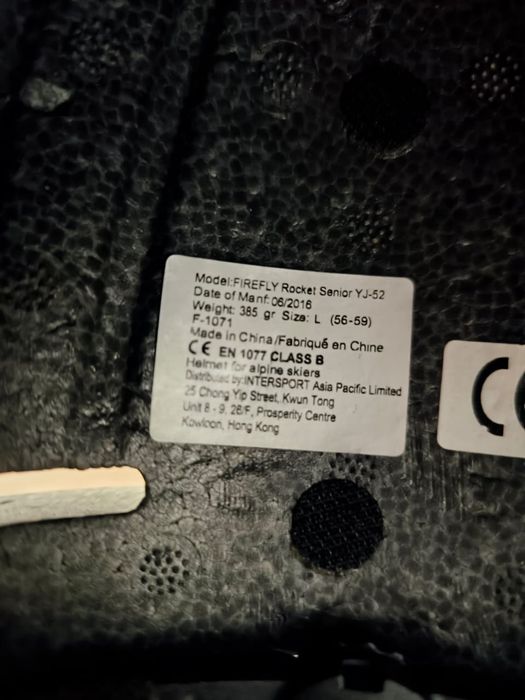 Model:FIREFLY Rocket Senior YJ-52
Date of Manf: 06/2016
Weight: 385 gr Size: L (56-59)
F-1071
Made in China/Fabriqué en Chine
CE EN 1077 CLASS B
Helmet for alpine skiers
Distributed by:INTERSPORT Asia Pacific Limited
25 Chong Yip Street, Kwun Tong
Unit 8 - 9, 26/F, Prosperity Centre
Kowloon, Hong Kong
CE